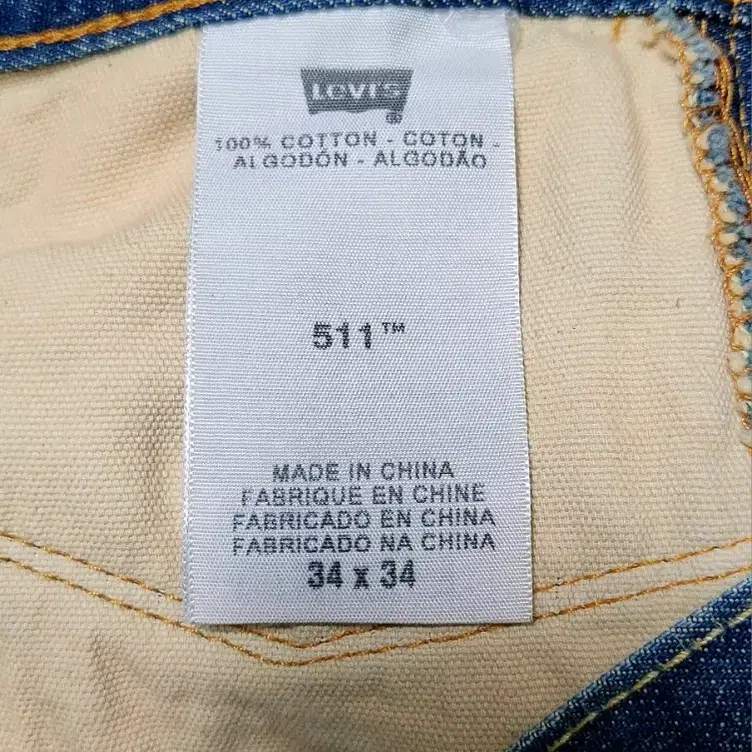 LEVI'S
®
100% COTTON - COTON -
ALGODÓN - ALGODÃO
511™
MADE IN CHINA
FABRIQUE EN CHINE
FABRICADO EN CHINA
FABRICADO NA CHINA
34 x 34